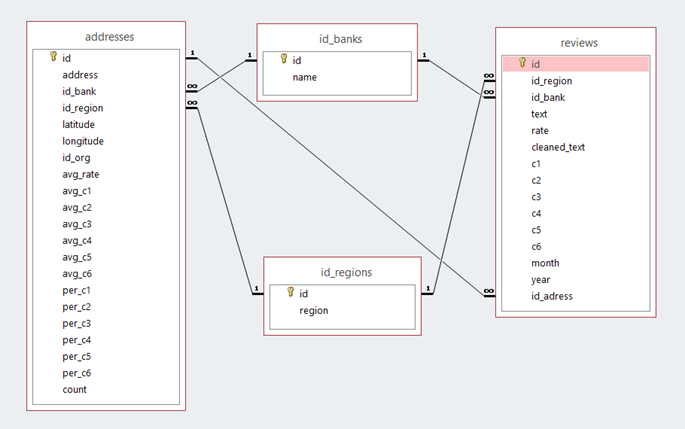 addresses
id
address
id_bank
id_region
latitude
longitude
id_org
avg_rate
avg_c1
avg_c2
avg_c3
avg_c4
avg_c5
avg_c6
per_c1
per_c2
per_c3
per_c4
per_c5
per_c6
count
1
∞
∞
id_banks
id
name
1
1
id_regions
id
region
1
1
reviews
id
id_region
id_bank
text
rate
cleaned_text
c1
c2
c3
c4
c5
c6
month
year
id_adress
∞
∞
∞